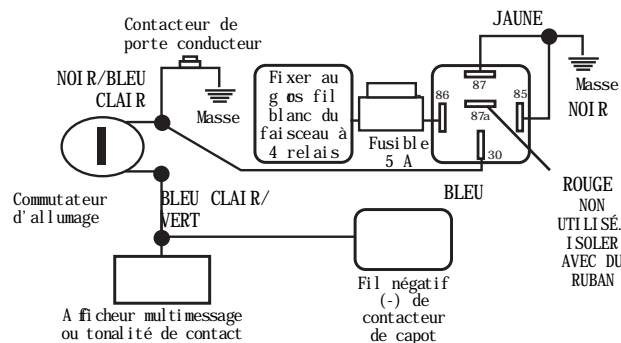 Contacteur de
porte conducteur
JAUNE
NOIR/BLEU
CLAIR
Masse
Fixer au
gros fil
blanc du
faisceau à
4 relais
Fusible
5 A
86
87
87a
85
30
Masse
NOIR
Commutateur
d'allumage
BLEU CLAIR/
VERT
BLEU
ROUGE
NON
UTILISÉ.
ISOLER
AVEC DU
RUBAN
Afficheur multimessage
ou tonalité de contact
Fil négatif
(-) de
contacteur
de capot